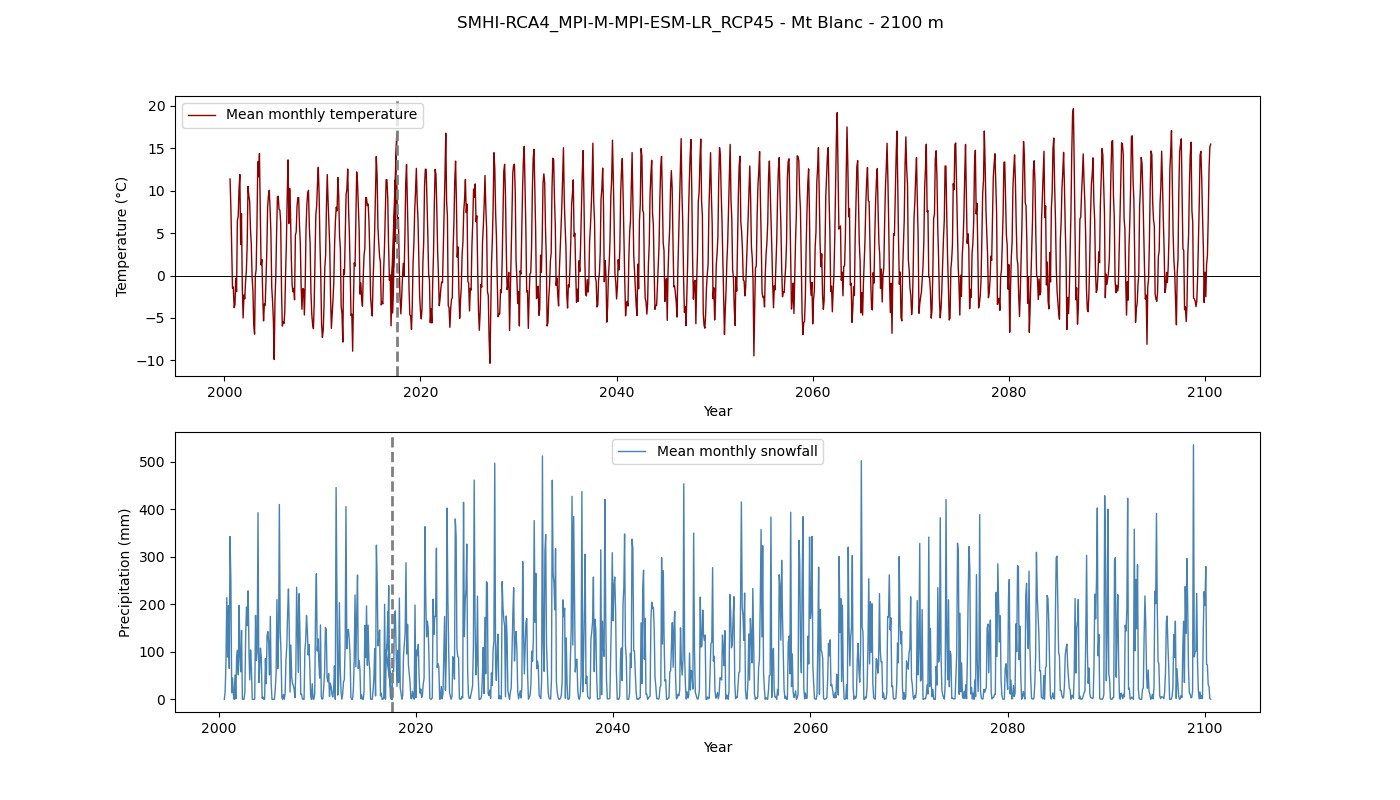 SMHI-RCA4_MPI-M-MPI-ESM-LR_RCP45 - Mt Blanc - 2100 m
Mean monthly temperature
20
15
10
5
0
−5
−10
Temperature (°C)
2000 2020 2040 2060 2080 2100
Year
Mean monthly snowfall
500
400
300
200
100
0
Precipitation (mm)
2000 2020 2040 2060 2080 2100
Year